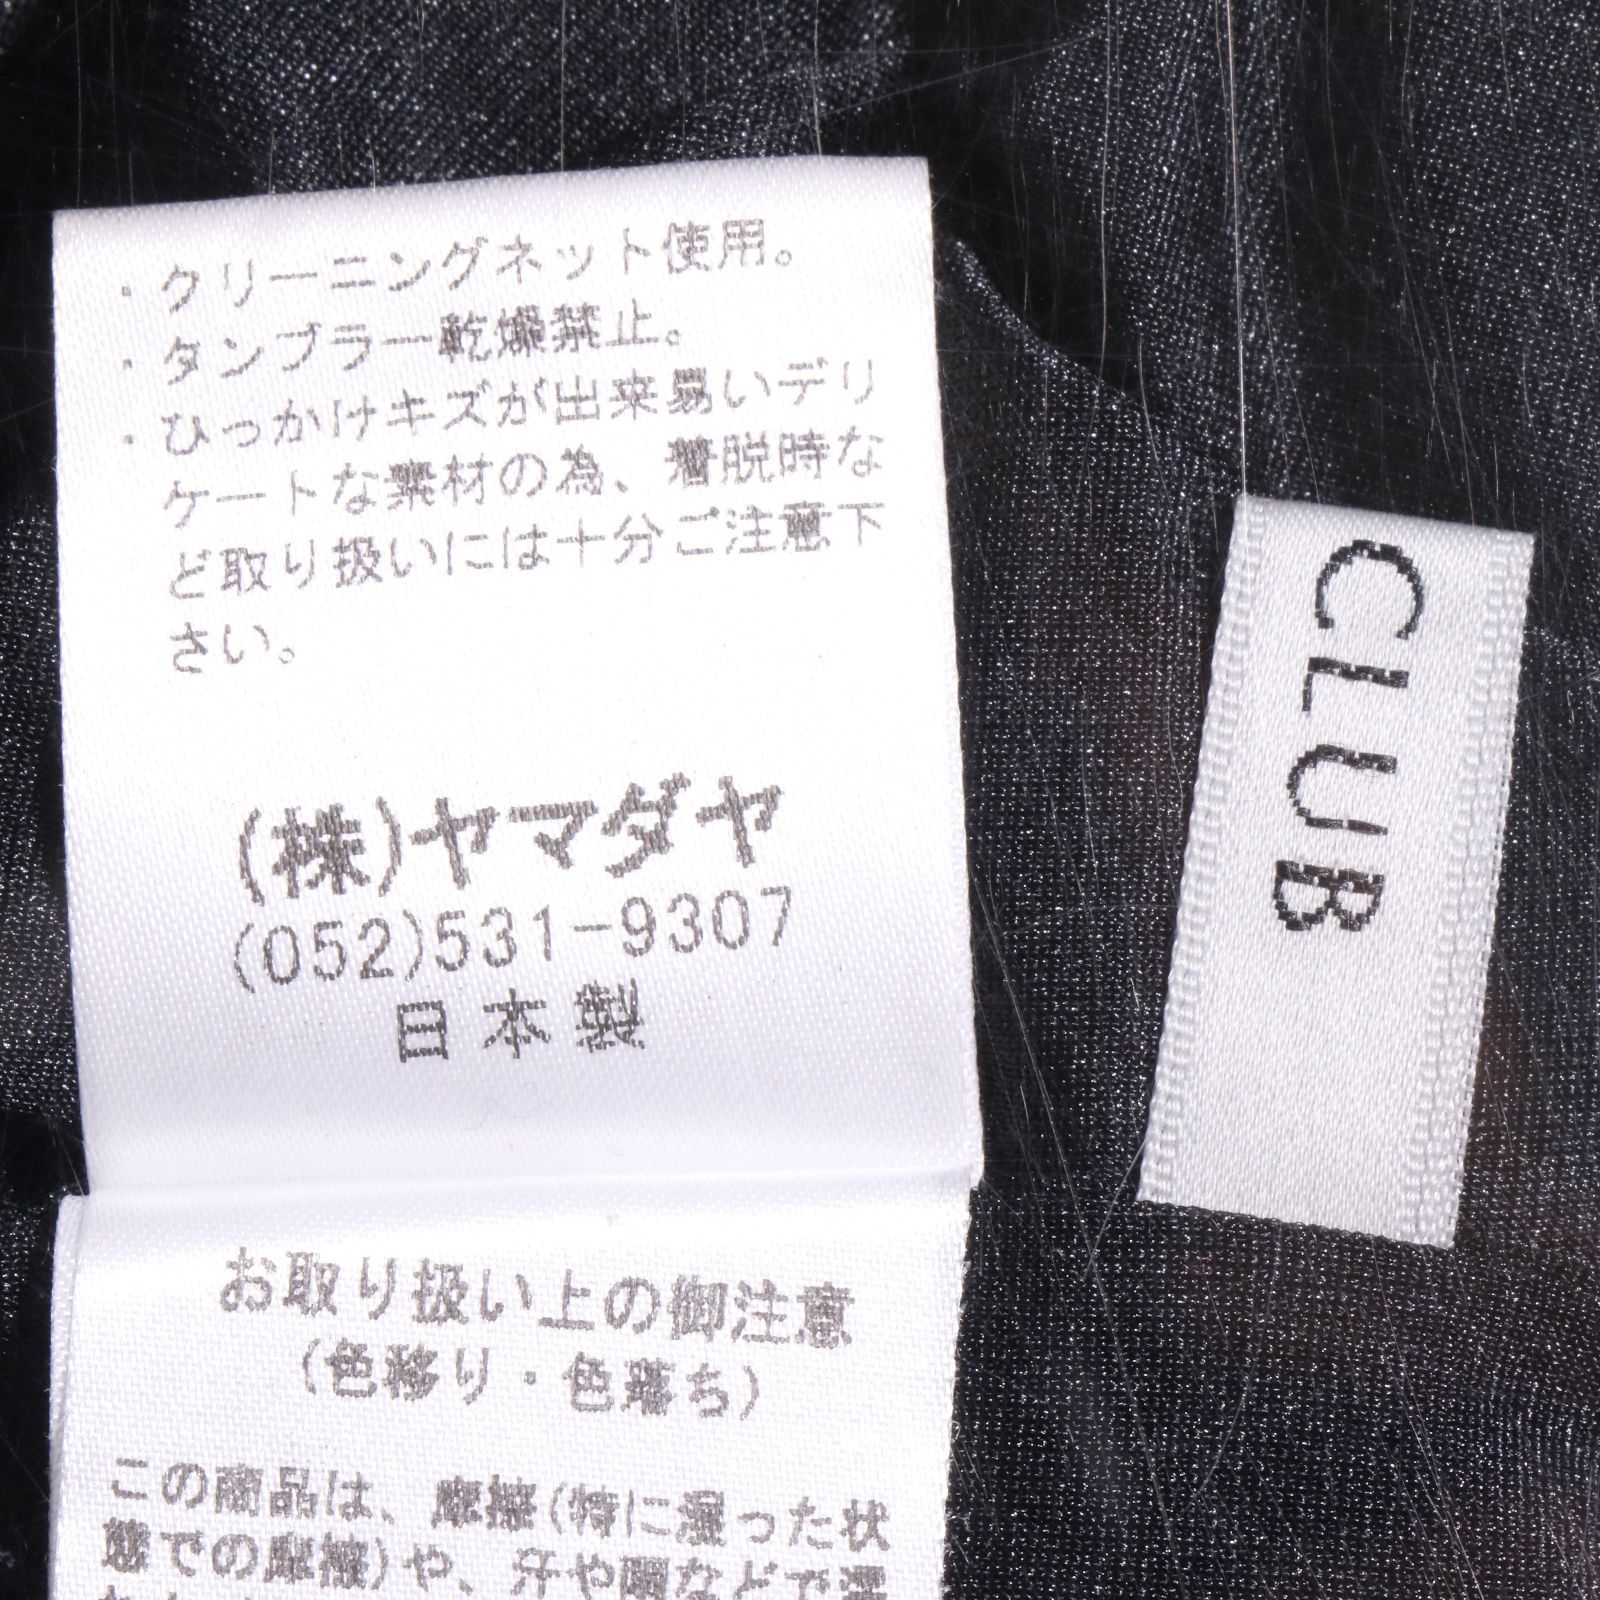 ・クリーニングネット使用。
・タンブラー乾燥禁止。
・ひっかけキズが出来易いデリ
ケートな素材の為、着脱時な
ど取り扱いには十分ご注意下
さい。
(株)ヤマダヤ
(052)531-9307
日本製
お取り扱い上の御注意
(色移り・色落ち)
この商品は、摩擦(特に湿った状
態での摩擦)や、汗や雨などで湿
CLUB